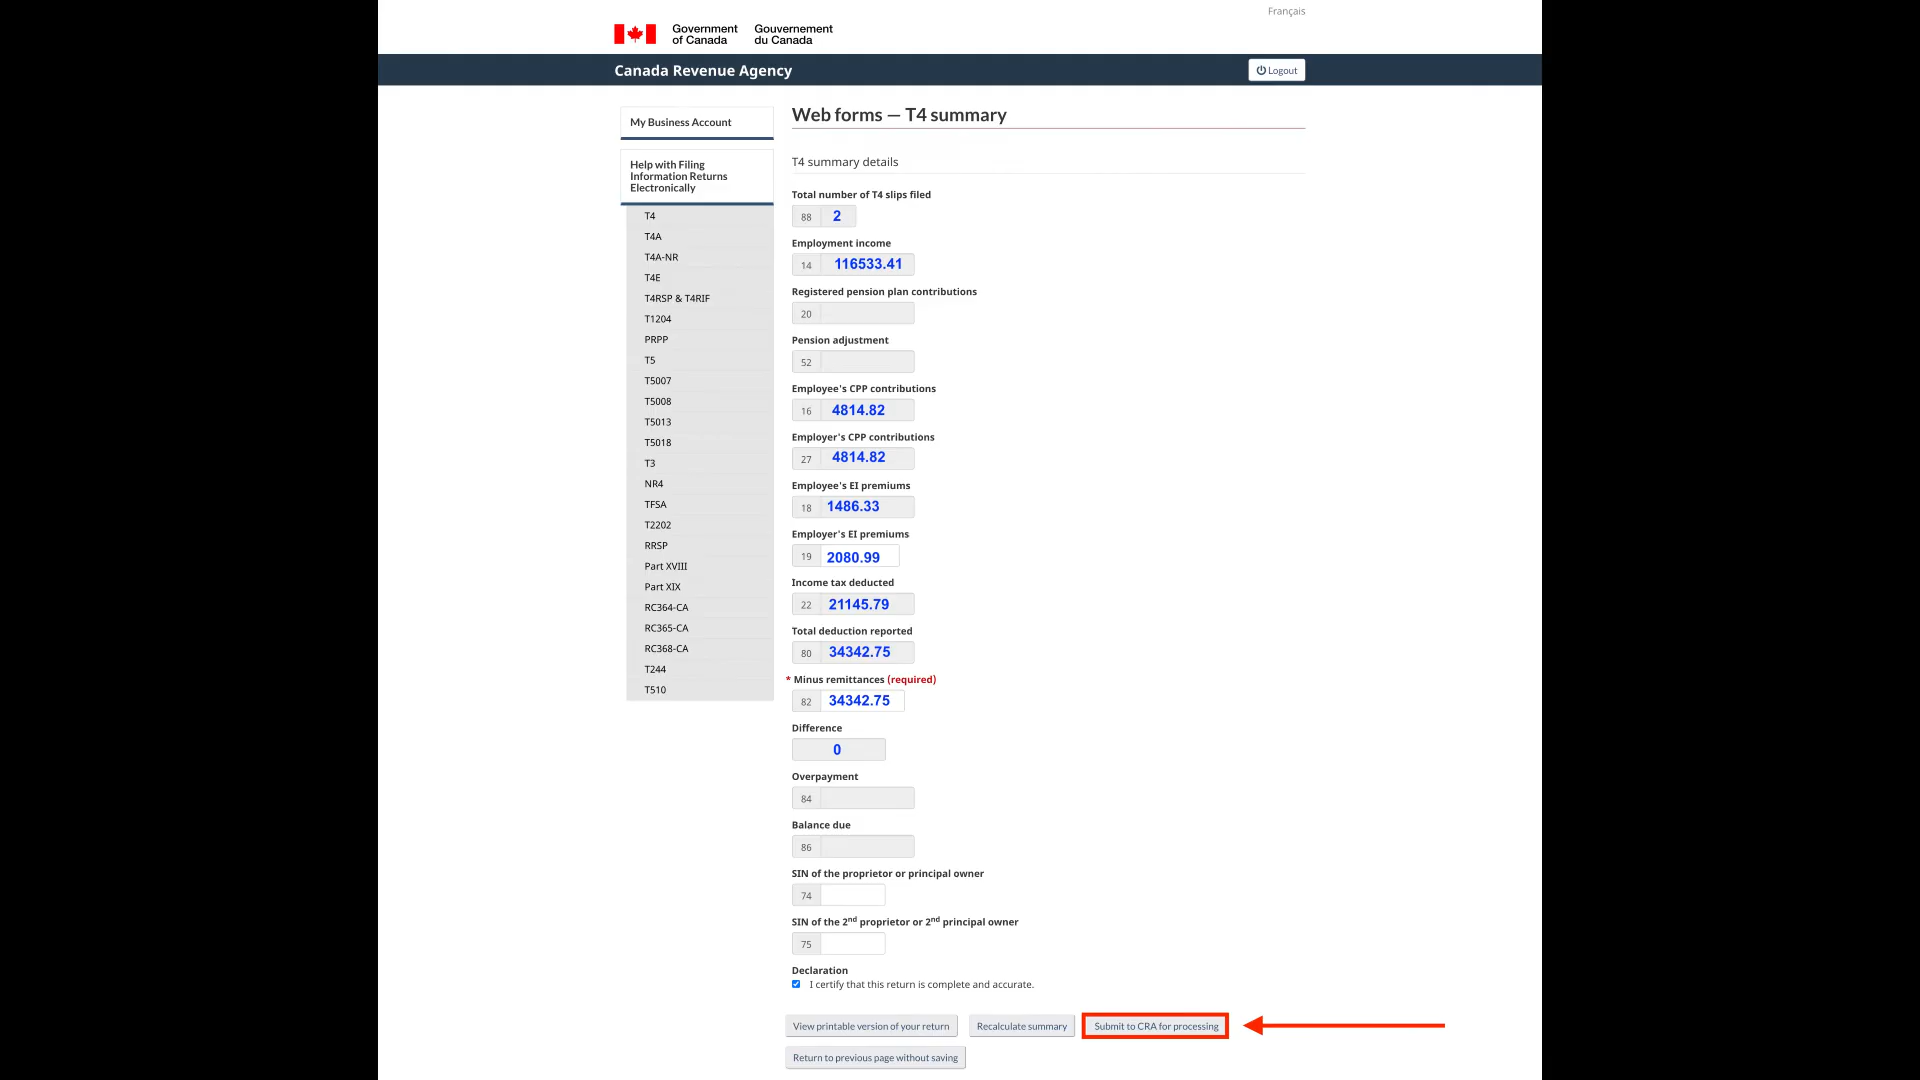 Français
Government of Canada
Gouvernement du Canada
Canada Revenue Agency
Logout
My Business Account
Help with Filing
Information Returns
Electronically
T4
T4A
T4A-NR
T4E
T4RSP & T4RIF
T1204
PRPP
T5
T5007
T5008
T5013
T5018
T3
NR4
TFSA
T2202
RRSP
Part XVIII
Part XIX
RC364-CA
RC365-CA
RC368-CA
T244
T510
Web forms — T4 summary
T4 summary details
Total number of T4 slips filed
88 2
Employment income
14 116533.41
Registered pension plan contributions
20
Pension adjustment
52
Employee's CPP contributions
16 4814.82
Employer's CPP contributions
27 4814.82
Employee's EI premiums
18 1486.33
Employer's EI premiums
19 2080.99
Income tax deducted
22 21145.79
Total deduction reported
80 34342.75
* Minus remittances (required)
82 34342.75
Difference
0
Overpayment
84
Balance due
86
SIN of the proprietor or principal owner
74
SIN of the 2nd proprietor or 2nd principal owner
75
Declaration
I certify that this return is complete and accurate.
View printable version of your return
Recalculate summary
Submit to CRA for processing
Return to previous page without saving